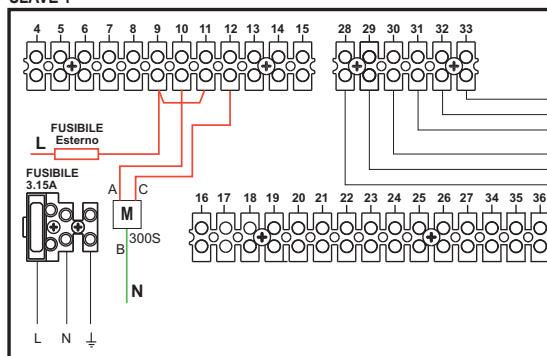 4 5 6 7 8 9 10 11 12 13 14 15 28 29 30 31 32 33
L FUSIBILE
Esterno
FUSIBILE
3.15A
A C
M
300S
B
N
16 17 18 19 20 21 22 23 24 25 26 27 34 35 36
L N